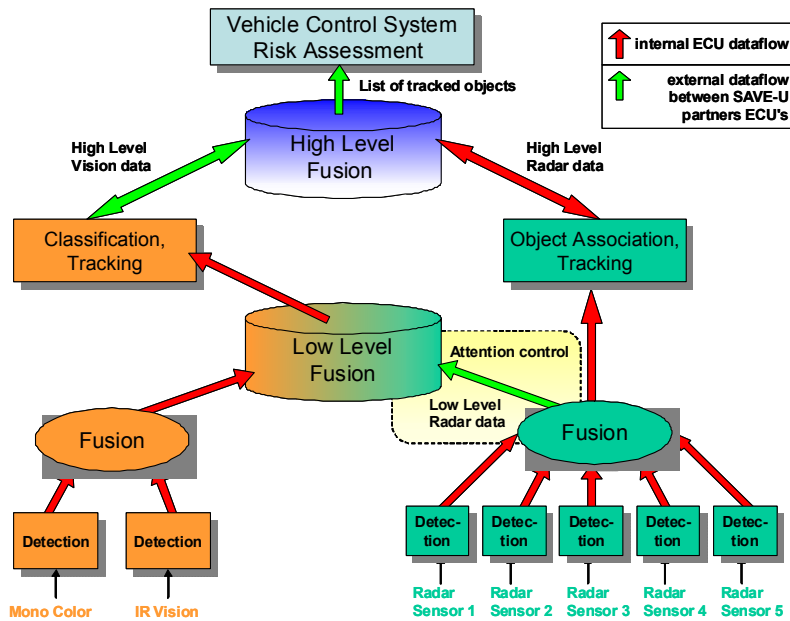 Vehicle Control System
Risk Assessment
internal ECU dataflow
external dataflow
between SAVE-U
partners ECU's
List of tracked objects
High Level
Vision data
High Level
Fusion
High Level
Radar data
Classification,
Tracking
Object Association,
Tracking
Low Level
Fusion
Attention control
Low Level
Radar data
Fusion
Fusion
Detection
Detection
Detec-
tion
Detec-
tion
Detec-
tion
Detec-
tion
Detec-
tion
Mono Color
IR Vision
Radar
Sensor 1
Radar
Sensor 2
Radar
Sensor 3
Radar
Sensor 4
Radar
Sensor 5